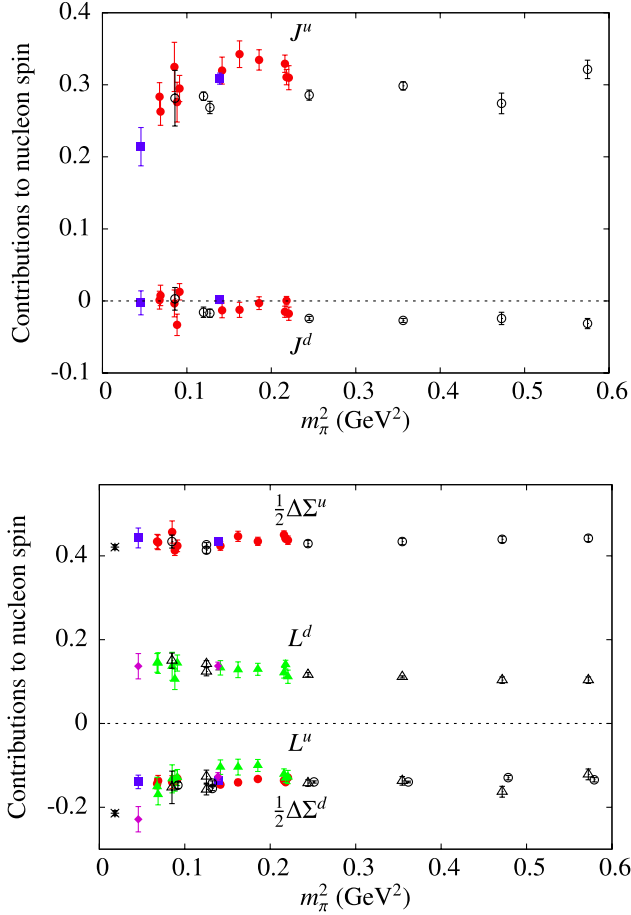 Contributions to nucleon spin
0.4
0.3
0.2
0.1
0
-0.1
J^u
J^d
0 0.1 0.2 0.3 0.4 0.5 0.6
m_π^2 (GeV^2)
Contributions to nucleon spin
0.4
0.2
0
-0.2
½ΔΣ^u
L^d
L^u
½ΔΣ^d
0 0.1 0.2 0.3 0.4 0.5 0.6
m_π^2 (GeV^2)